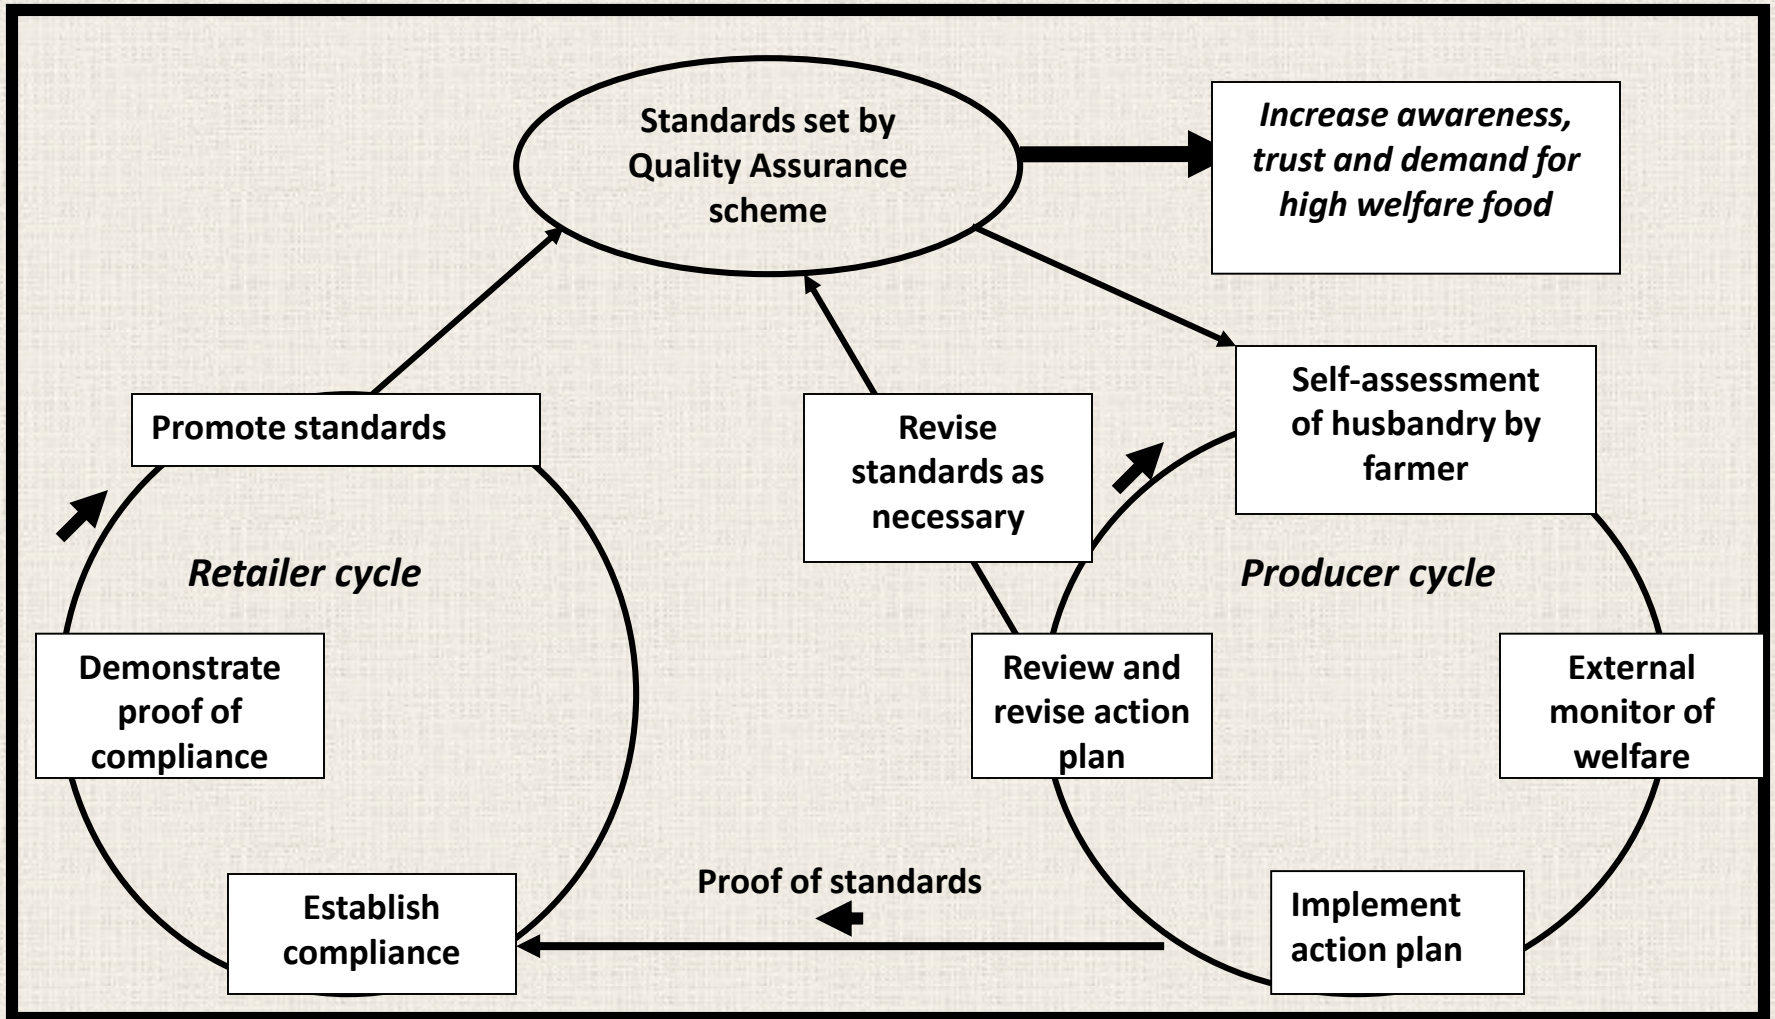 Standards set by
Quality Assurance
scheme
Increase awareness,
trust and demand for
high welfare food
Promote standards
Revise
standards as
necessary
Self-assessment
of husbandry by
farmer
Retailer cycle
Producer cycle
Demonstrate
proof of
compliance
Review and
revise action
plan
External
monitor of
welfare
Establish
compliance
Proof of standards
Implement
action plan